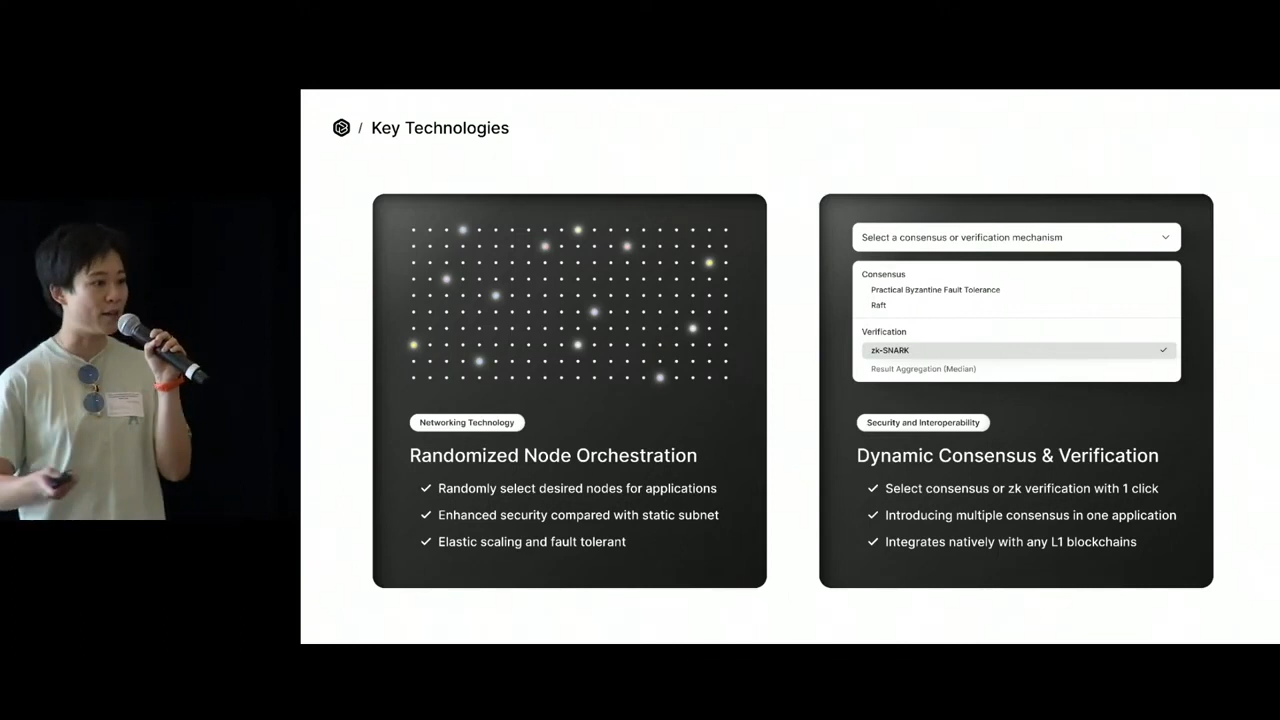 / Key Technologies
Networking Technology
Randomized Node Orchestration
✓ Randomly select desired nodes for applications
✓ Enhanced security compared with static subnet
✓ Elastic scaling and fault tolerant
Select a consensus or verification mechanism
Consensus
Practical Byzantine Fault Tolerance
Raft
Verification
zk-SNARK ✓
Result Aggregation (Median)
Security and Interoperability
Dynamic Consensus & Verification
✓ Select consensus or zk verification with 1 click
✓ Introducing multiple consensus in one application
✓ Integrates natively with any L1 blockchains